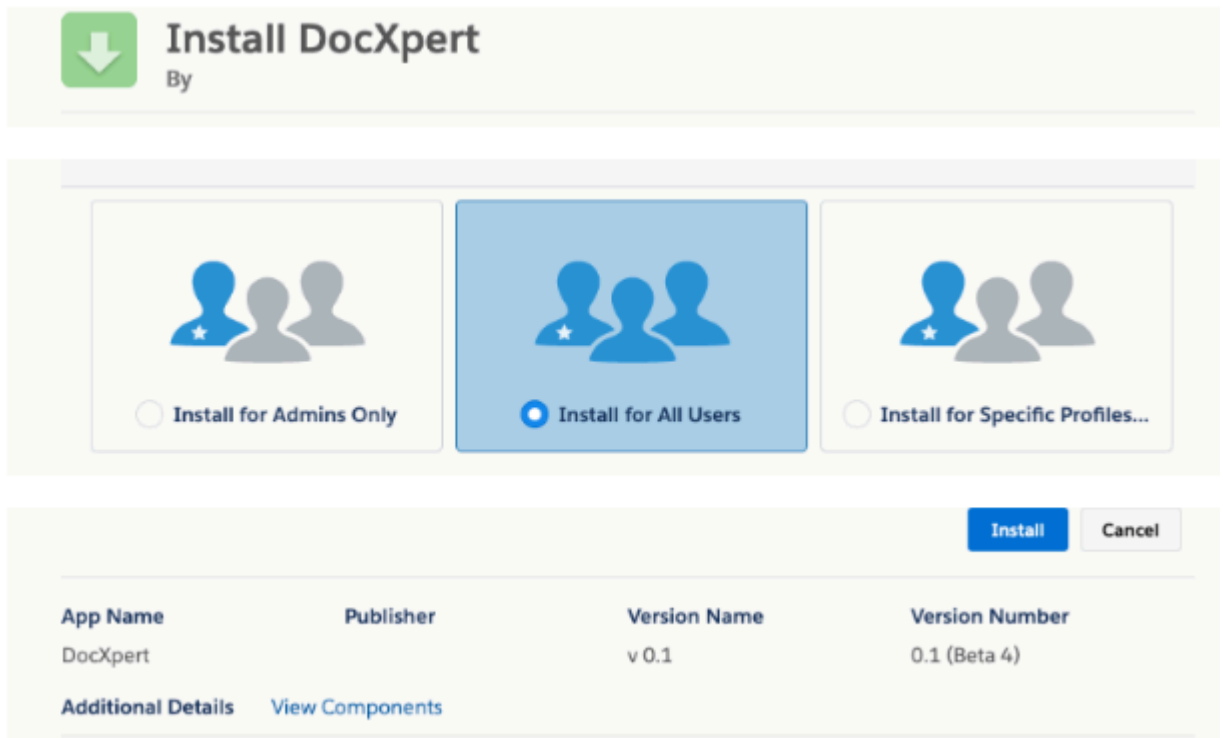 Install DocXpert
By
Install for Admins Only
Install for All Users
Install for Specific Profiles...
Install Cancel
App Name Publisher Version Name Version Number
DocXpert v 0.1 0.1 (Beta 4)
Additional Details View Components